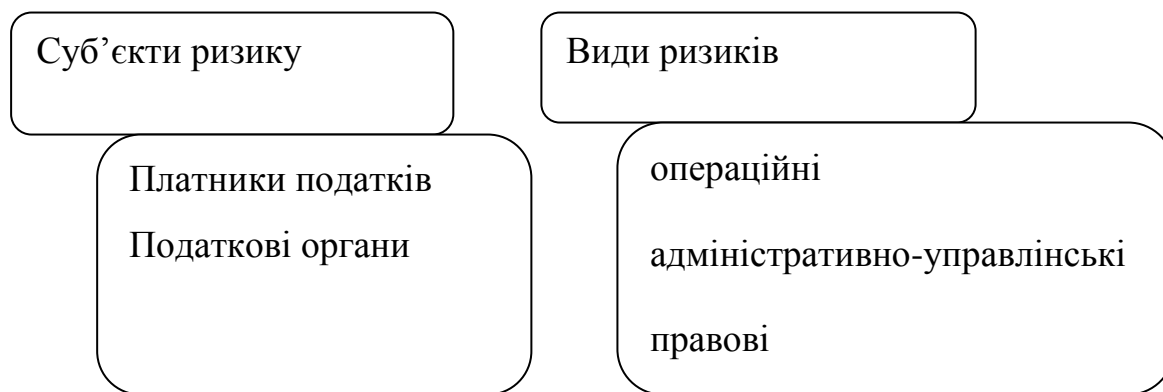 Суб’єкти ризику
Платники податків
Податкові органи
Види ризиків
операційні
адміністративно-управлінські
правові